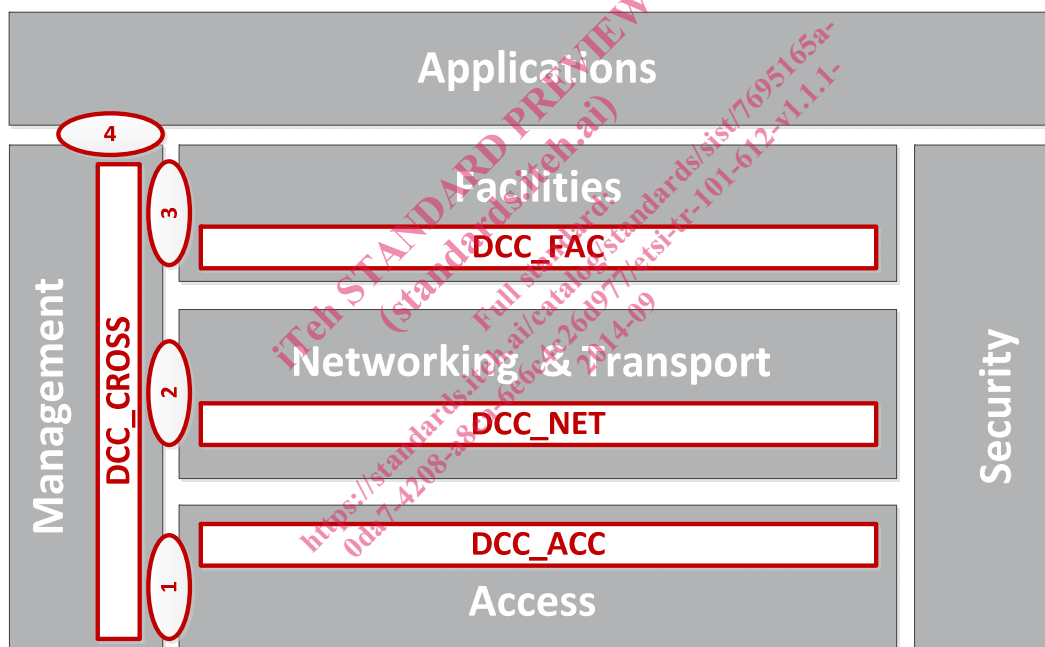 Applications
4
Facilities
3
DCC_FAC
Management
DCC_CROSS
Networking & Transport
2
DCC_NET
Security
DCC_ACC
1
Access
iTeh STANDARD PREVIEW
(standards.iteh.ai)
Full standard:
https://standards.iteh.ai/catalog/standards/sist/7695165a-
0da7-4208-a8ca-6e6c4c26d977/etsi-tr-101-612-v1.1.1-
2014-09